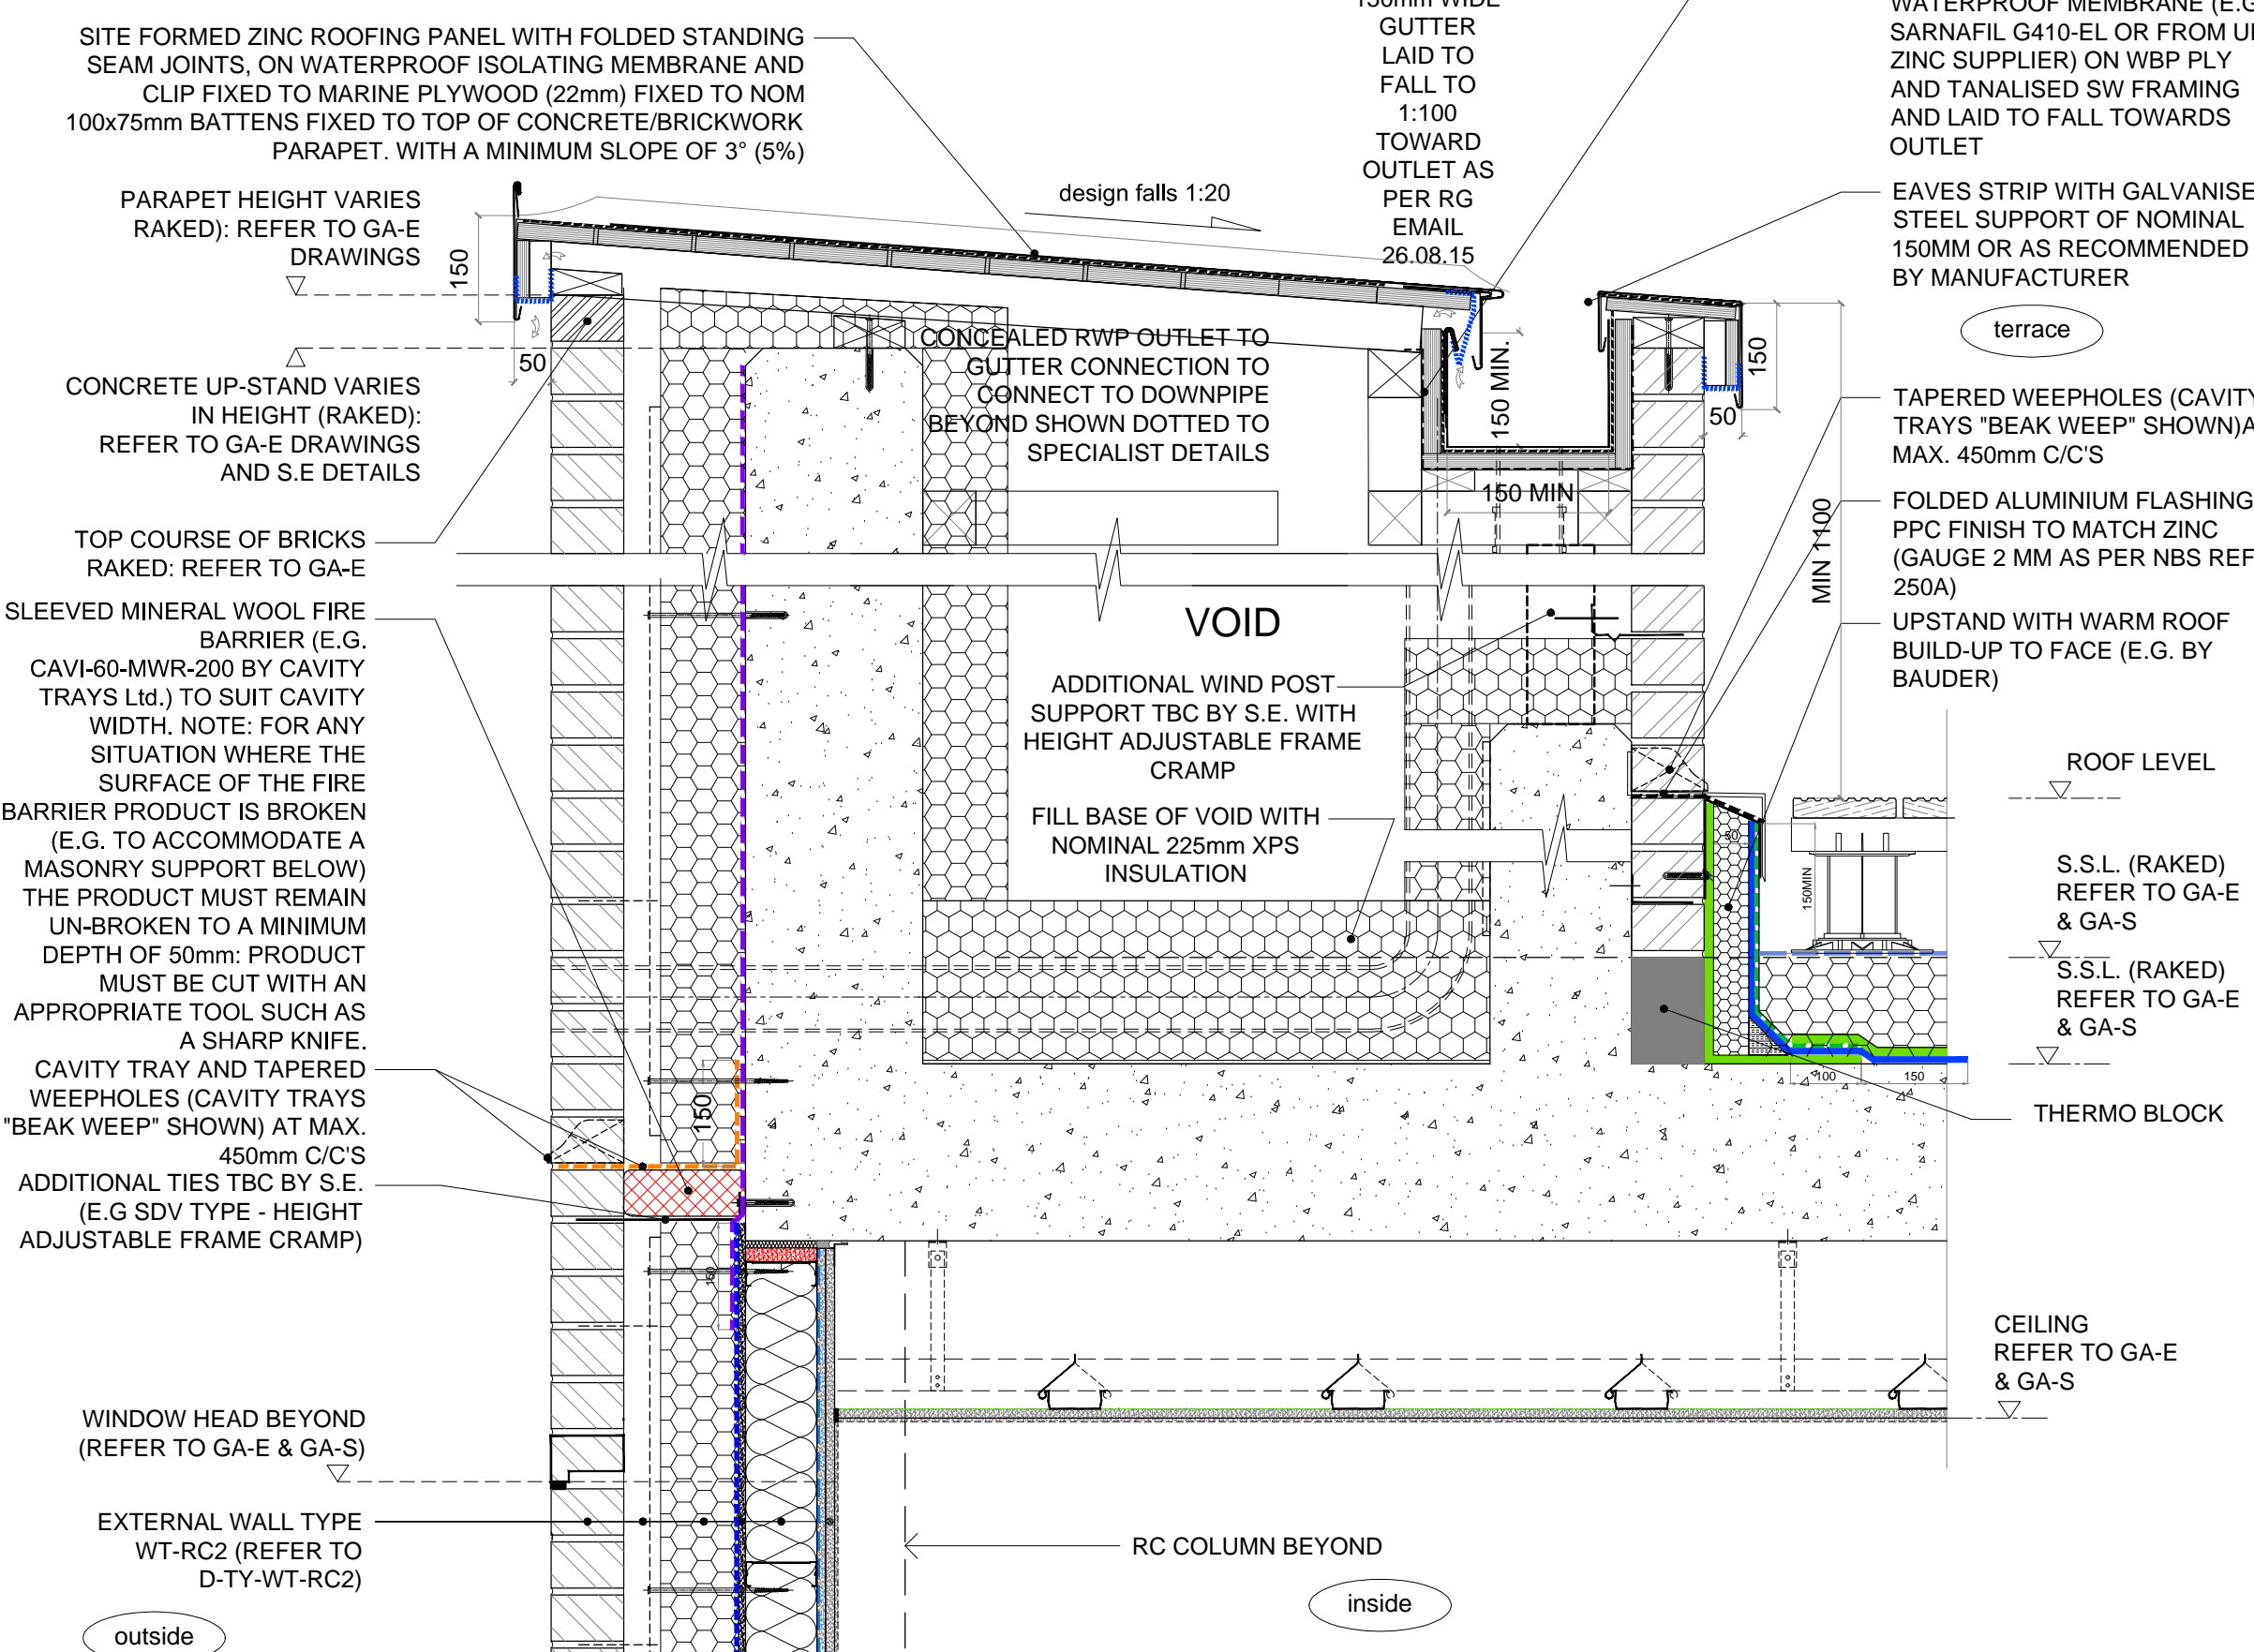 SITE FORMED ZINC ROOFING PANEL WITH FOLDED STANDING
SEAM JOINTS, ON WATERPROOF ISOLATING MEMBRANE AND
CLIP FIXED TO MARINE PLYWOOD (22mm) FIXED TO NOM
100x75mm BATTENS FIXED TO TOP OF CONCRETE/BRICKWORK
PARAPET. WITH A MINIMUM SLOPE OF 3° (5%)
PARAPET HEIGHT VARIES
RAKED): REFER TO GA-E
DRAWINGS
CONCRETE UP-STAND VARIES
IN HEIGHT (RAKED):
REFER TO GA-E DRAWINGS
AND S.E DETAILS
TOP COURSE OF BRICKS
RAKED: REFER TO GA-E
SLEEVED MINERAL WOOL FIRE
BARRIER (E.G.
CAVI-60-MWR-200 BY CAVITY
TRAYS Ltd.) TO SUIT CAVITY
WIDTH. NOTE: FOR ANY
SITUATION WHERE THE
SURFACE OF THE FIRE
BARRIER PRODUCT IS BROKEN
(E.G. TO ACCOMMODATE A
MASONRY SUPPORT BELOW)
THE PRODUCT MUST REMAIN
UN-BROKEN TO A MINIMUM
DEPTH OF 50mm: PRODUCT
MUST BE CUT WITH AN
APPROPRIATE TOOL SUCH AS
A SHARP KNIFE.
CAVITY TRAY AND TAPERED
WEEPHOLES (CAVITY TRAYS
"BEAK WEEP" SHOWN) AT MAX.
450mm C/C'S
ADDITIONAL TIES TBC BY S.E.
(E.G SDV TYPE - HEIGHT
ADJUSTABLE FRAME CRAMP)
WINDOW HEAD BEYOND
(REFER TO GA-E & GA-S)
EXTERNAL WALL TYPE
WT-RC2 (REFER TO
D-TY-WT-RC2)
outside
150
50
150
150
design falls 1:20
150mm WIDE
GUTTER
LAID TO
FALL TO
1:100
TOWARD
OUTLET AS
PER RG
EMAIL
26.08.15
CONCEALED RWP OUTLET TO
GUTTER CONNECTION TO
CONNECT TO DOWNPIPE
BEYOND SHOWN DOTTED TO
SPECIALIST DETAILS
150 MIN.
150 MIN
VOID
ADDITIONAL WIND POST
SUPPORT TBC BY S.E. WITH
HEIGHT ADJUSTABLE FRAME
CRAMP
FILL BASE OF VOID WITH
NOMINAL 225mm XPS
INSULATION
RC COLUMN BEYOND
inside
WATERPROOF MEMBRANE (E.G
SARNAFIL G410-EL OR FROM
ZINC SUPPLIER) ON WBP PLY
AND TANALISED SW FRAMING
AND LAID TO FALL TOWARDS
OUTLET
EAVES STRIP WITH GALVANISE
STEEL SUPPORT OF NOMINAL
150MM OR AS RECOMMENDED
BY MANUFACTURER
terrace
150
50
TAPERED WEEPHOLES (CAVITY
TRAYS "BEAK WEEP" SHOWN)A
MAX. 450mm C/C'S
MIN 1100
FOLDED ALUMINIUM FLASHING
PPC FINISH TO MATCH ZINC
(GAUGE 2 MM AS PER NBS REF
250A)
UPSTAND WITH WARM ROOF
BUILD-UP TO FACE (E.G. BY
BAUDER)
ROOF LEVEL
50
150MIN
S.S.L. (RAKED)
REFER TO GA-E
& GA-S
S.S.L. (RAKED)
REFER TO GA-E
& GA-S
100
150
THERMO BLOCK
CEILING
REFER TO GA-E
& GA-S